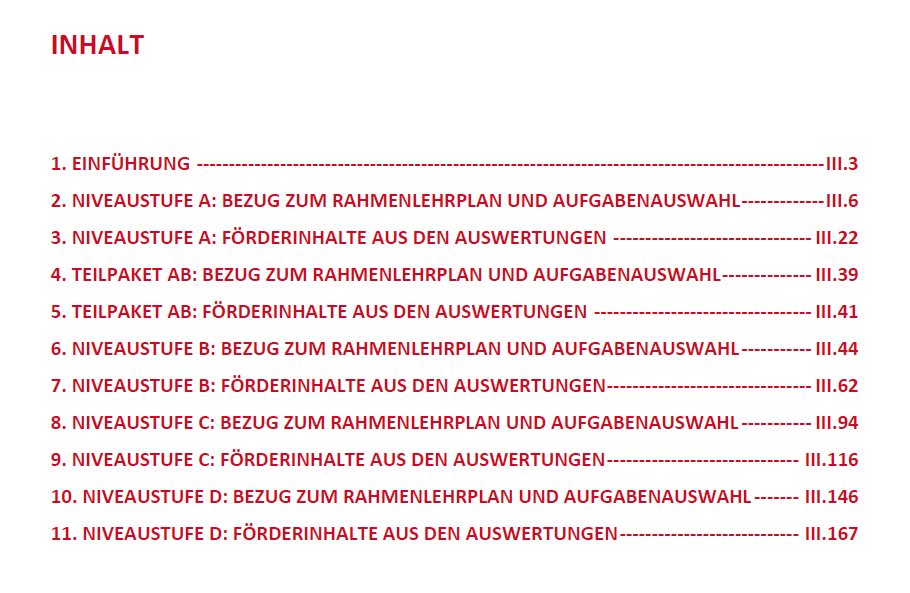 INHALT
1. EINFÜHRUNG --------------------------------------------------------------------------------------------------- III.3
2. NIVEAUSTUFE A: BEZUG ZUM RAHMENLEHRPLAN UND AUFGABENAUSWAHL------------- III.6
3. NIVEAUSTUFE A: FÖRDERINHALTE AUS DEN AUSWERTUNGEN ------------------------------- III.22
4. TEILPAKET AB: BEZUG ZUM RAHMENLEHRPLAN UND AUFGABENAUSWAHL-------------- III.39
5. TEILPAKET AB: FÖRDERINHALTE AUS DEN AUSWERTUNGEN ---------------------------------- III.41
6. NIVEAUSTUFE B: BEZUG ZUM RAHMENLEHRPLAN UND AUFGABENAUSWAHL ----------- III.44
7. NIVEAUSTUFE B: FÖRDERINHALTE AUS DEN AUSWERTUNGEN-------------------------------- III.62
8. NIVEAUSTUFE C: BEZUG ZUM RAHMENLEHRPLAN UND AUFGABENAUSWAHL ----------- III.94
9. NIVEAUSTUFE C: FÖRDERINHALTE AUS DEN AUSWERTUNGEN------------------------------ III.116
10. NIVEAUSTUFE D: BEZUG ZUM RAHMENLEHRPLAN UND AUFGABENAUSWAHL ------- III.146
11. NIVEAUSTUFE D: FÖRDERINHALTE AUS DEN AUSWERTUNGEN---------------------------- III.167